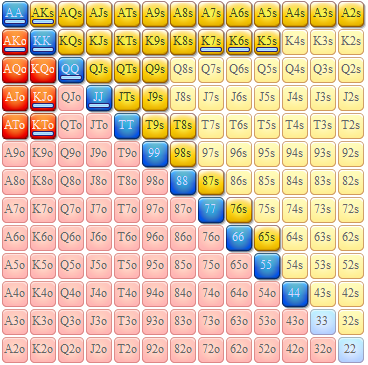 AA AKs AQs AJs ATs A9s A8s A7s A6s A5s A4s A3s A2s
AKo KK KQs KJs KTs K9s K8s K7s K6s K5s K4s K3s K2s
AQo KQo QQ QJs QTs Q9s Q8s Q7s Q6s Q5s Q4s Q3s Q2s
AJo KJo QJo JJ JTs J9s J8s J7s J6s J5s J4s J3s J2s
ATo KTo QTo JTo TT T9s T8s T7s T6s T5s T4s T3s T2s
A9o K9o Q9o J9o T9o 99 98s 97s 96s 95s 94s 93s 92s
A8o K8o Q8o J8o T8o 98o 88 87s 86s 85s 84s 83s 82s
A7o K7o Q7o J7o T7o 97o 87o 77 76s 75s 74s 73s 72s
A6o K6o Q6o J6o T6o 96o 86o 76o 66 65s 64s 63s 62s
A5o K5o Q5o J5o T5o 95o 85o 75o 65o 55 54s 53s 52s
A4o K4o Q4o J4o T4o 94o 84o 74o 64o 54o 44 43s 42s
A3o K3o Q3o J3o T3o 93o 83o 73o 63o 53o 43o 33 32s
A2o K2o Q2o J2o T2o 92o 82o 72o 62o 52o 42o 32o 22